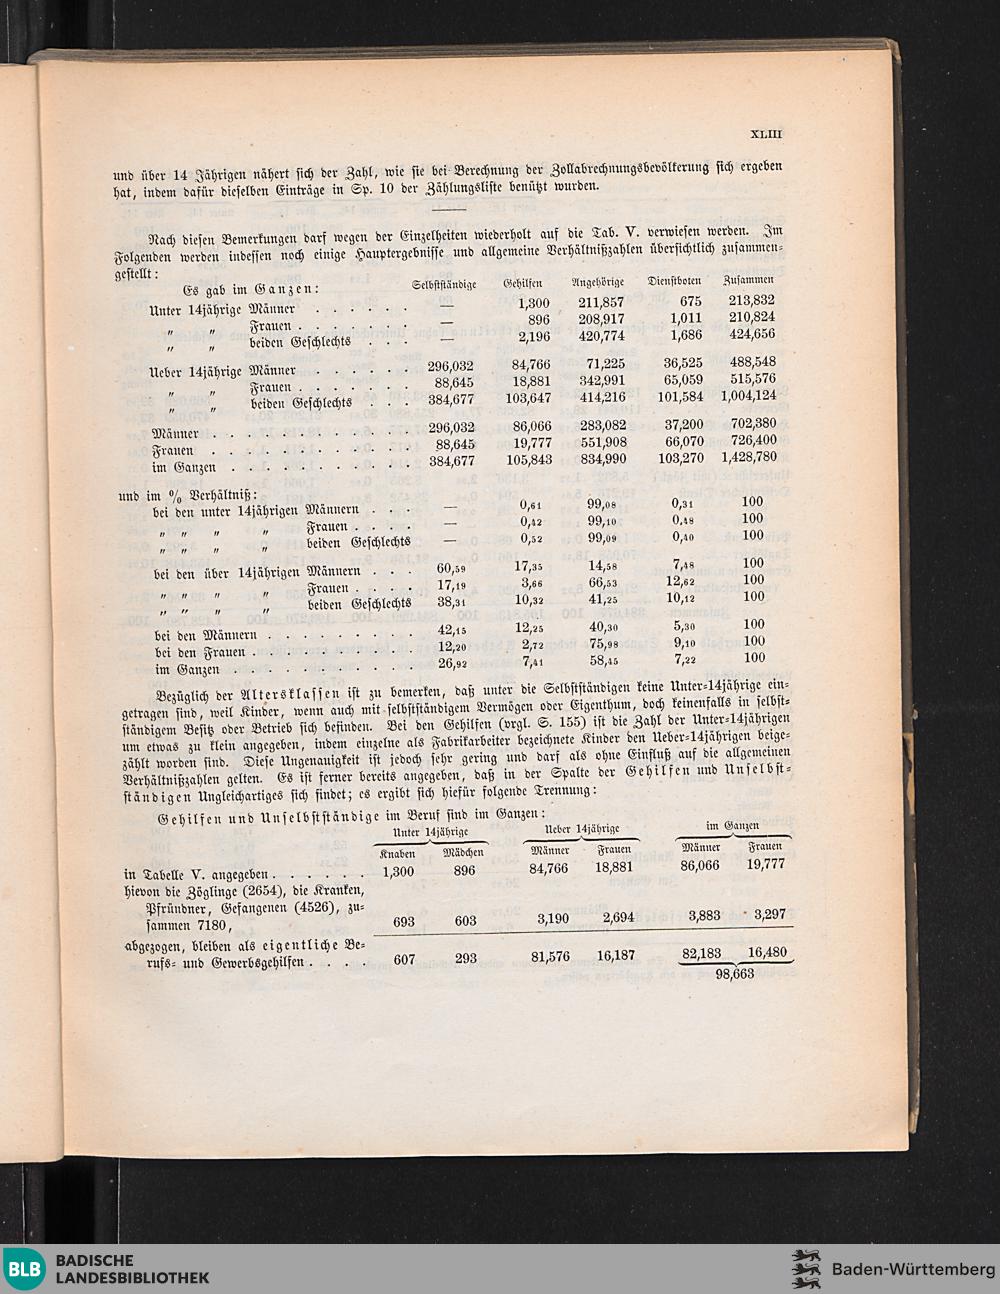 XLIII
und über 14 Jährigen nähert sich der Zahl, wie sie bei Berechnung der Zollabrechnungsbevölkerung sich ergeben
hat, indem dafür dieselben Einträge in Sp. 10 der Zählungsliste benützt wurden.
Nach diesen Bemerkungen darf wegen der Einzelheiten wiederholt auf die Tab. V. verwiesen werden. Im
Folgenden werden indessen noch einige Hauptergebnisse und allgemeine Verhältnißzahlen übersichtlich zusammen-
gestellt:
Es gab im Ganzen: Selbstständige Gehilfen Angehörige Dienstboten Zusammen
Unter 14jährige Männer . . . . . . — 1,300 211,857 675 213,832
„ „ Frauen . . . . . . — 896 208,917 1,011 210,824
„ „ beiden Geschlechts . . . — 2,196 420,774 1,686 424,656
Ueber 14jährige Männer . . . . . . 296,032 84,766 71,225 36,525 488,548
„ „ Frauen . . . . . . 88,645 18,881 342,991 65,059 515,576
„ „ beiden Geschlechts . . . 384,677 103,647 414,216 101,584 1,004,124
Männer . . . . . . . . . . . 296,032 86,066 283,082 37,200 702,380
Frauen . . . . . . . . . . . 88,645 19,777 551,908 66,070 726,400
im Ganzen . . . . . . . . . . 384,677 105,843 834,990 103,270 1,428,780
und im % Verhältniß:
bei den unter 14jährigen Männern . . . — 0,61 99,08 0,31 100
„ „ „ „ Frauen . . . . — 0,42 99,10 0,48 100
„ „ „ „ beiden Geschlechts — 0,52 99,09 0,40 100
bei den über 14jährigen Männern . . . 60,59 17,35 14,58 7,48 100
„ „ „ „ Frauen . . . . 17,19 3,66 66,53 12,62 100
„ „ „ „ beiden Geschlechts 38,31 10,32 41,25 10,12 100
bei den Männern . . . . . . . . . 42,15 12,25 40,30 5,30 100
bei den Frauen . . . . . . . . . . 12,20 2,72 75,98 9,10 100
im Ganzen . . . . . . . . . . 26,92 7,41 58,45 7,22 100
Bezüglich der Altersklassen ist zu bemerken, daß unter die Selbstständigen keine Unter-14jährige ein-
getragen sind, weil Kinder, wenn auch mit selbstständigem Vermögen oder Eigenthum, doch keinenfalls in selbst-
ständigem Besitz oder Betrieb sich befinden. Bei den Gehilfen (vrgl. S. 155) ist die Zahl der Unter-14jährigen
um etwas zu klein angegeben, indem einzelne als Fabrikarbeiter bezeichnete Kinder den Ueber-14jährigen beige-
zählt worden sind. Diese Ungenauigkeit ist jedoch sehr gering und darf als ohne Einfluß auf die allgemeinen
Verhältnißzahlen gelten. Es ist ferner bereits angegeben, daß in der Spalte der Gehilfen und Unselbst-
ständigen Ungleichartiges sich findet; es ergibt sich hiefür folgende Trennung:
Gehilfen und Unselbstständige im Beruf sind im Ganzen:
Unter 14jährige Ueber 14jährige im Ganzen
Knaben Mädchen Männer Frauen Männer Frauen
in Tabelle V. angegeben . . . . . . 1,300 896 84,766 18,881 86,066 19,777
hievon die Zöglinge (2654), die Kranken,
Pfründner, Gefangenen (4526), zu-
sammen 7180, 693 603 3,190 2,694 3,883 3,297
abgezogen, bleiben als eigentliche Be-
rufs- und Gewerbsgehilfen . . . . 607 293 81,576 16,187 82,183 16,480
98,663
BLB BADISCHE
LANDESBIBLIOTHEK
Baden-Württemberg